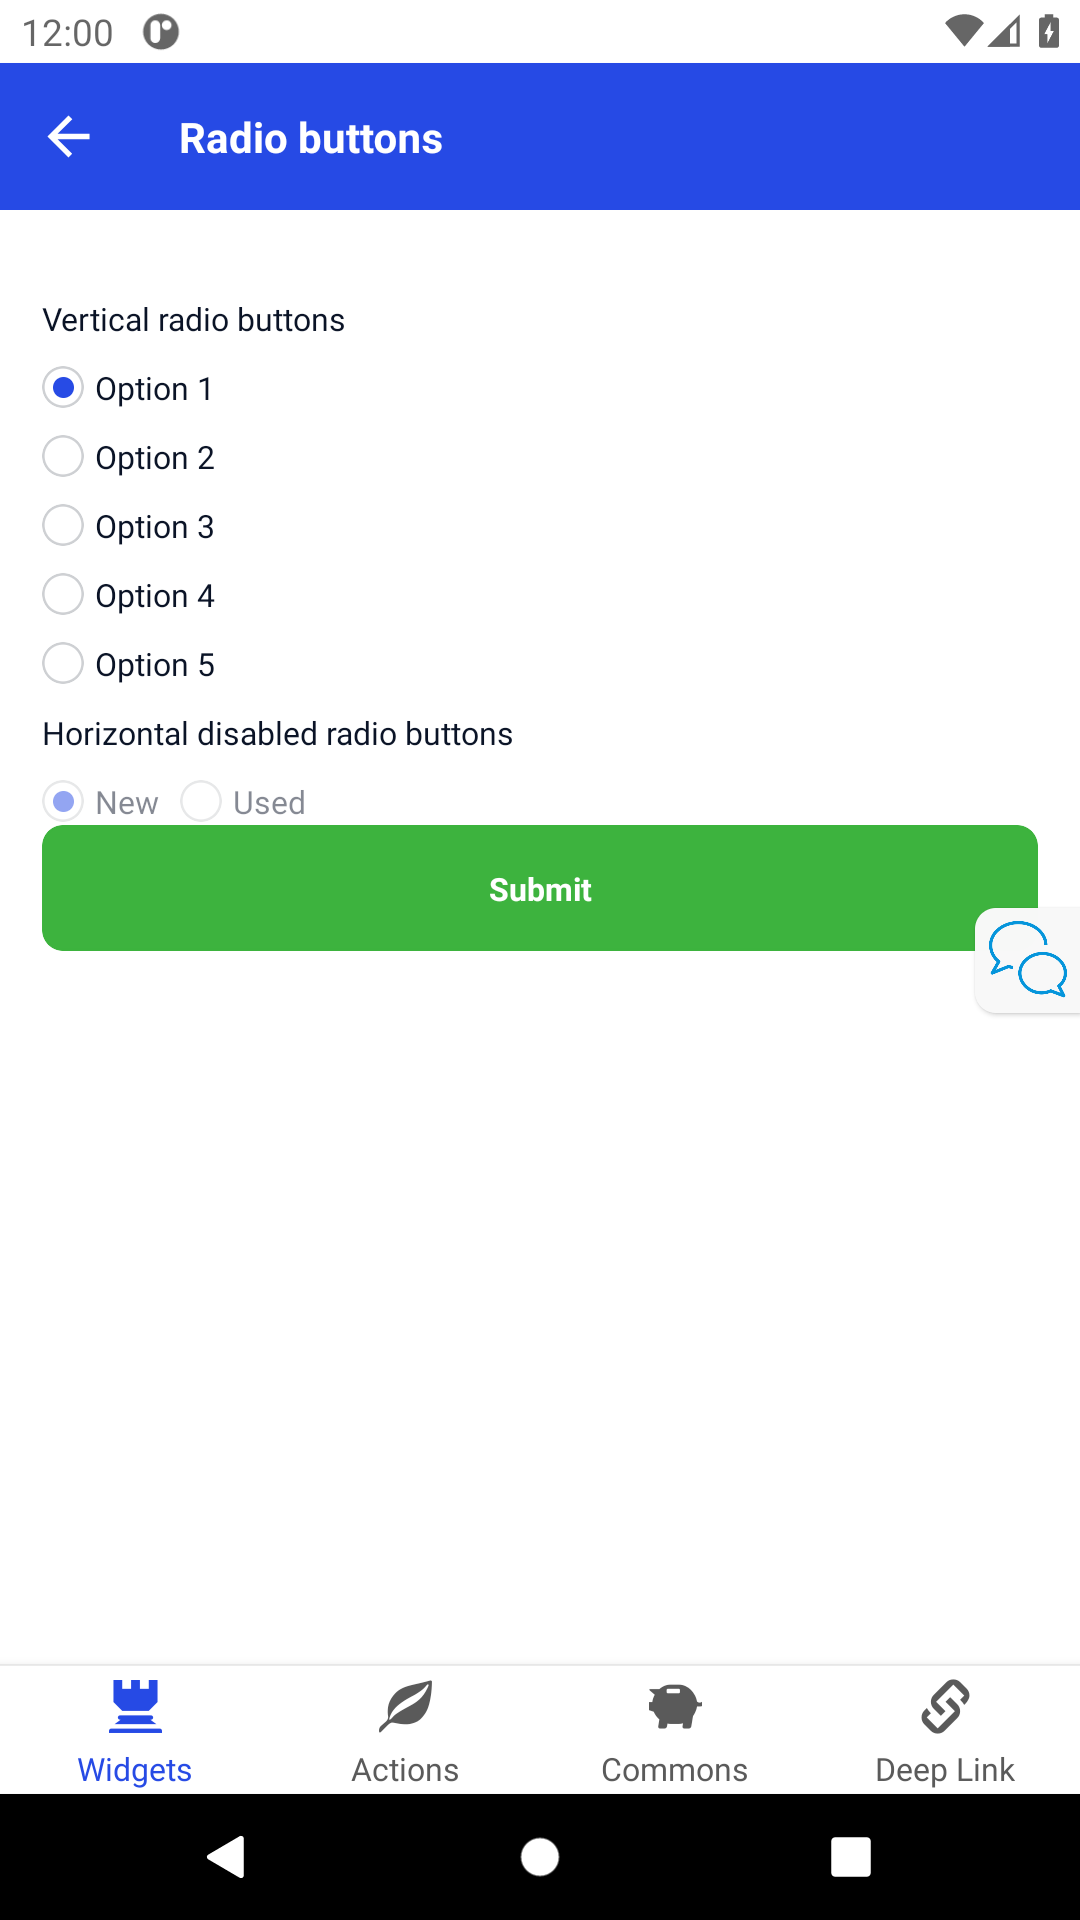 12:00
Radio buttons
Vertical radio buttons
Option 1
Option 2
Option 3
Option 4
Option 5
Horizontal disabled radio buttons
New Used
Submit
Widgets Actions Commons Deep Link